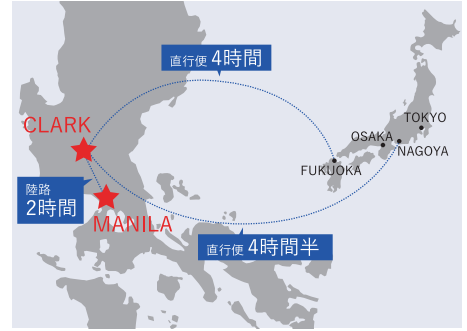 直行便 4時間
CLARK
TOKYO
OSAKA
NAGOYA
FUKUOKA
陸路
2時間
MANILA
直行便 4時間半